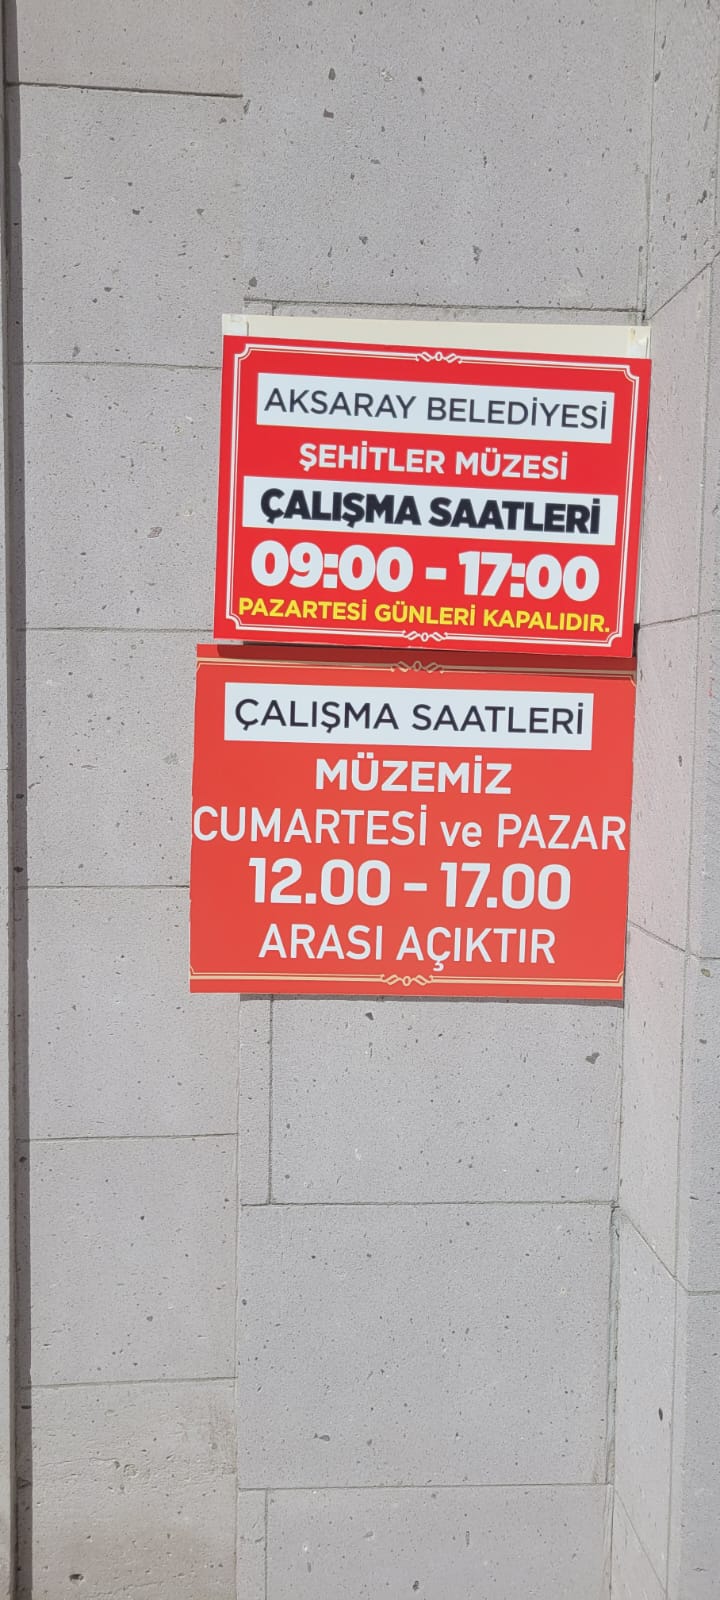 AKSARAY BELEDİYESİ
ŞEHİTLER MÜZESİ
ÇALIŞMA SAATLERİ
09:00 - 17:00
PAZARTESİ GÜNLERİ KAPALIDIR.
ÇALIŞMA SAATLERİ
MÜZEMİZ
CUMARTESİ ve PAZAR
12.00 - 17.00
ARASI AÇIKTIR